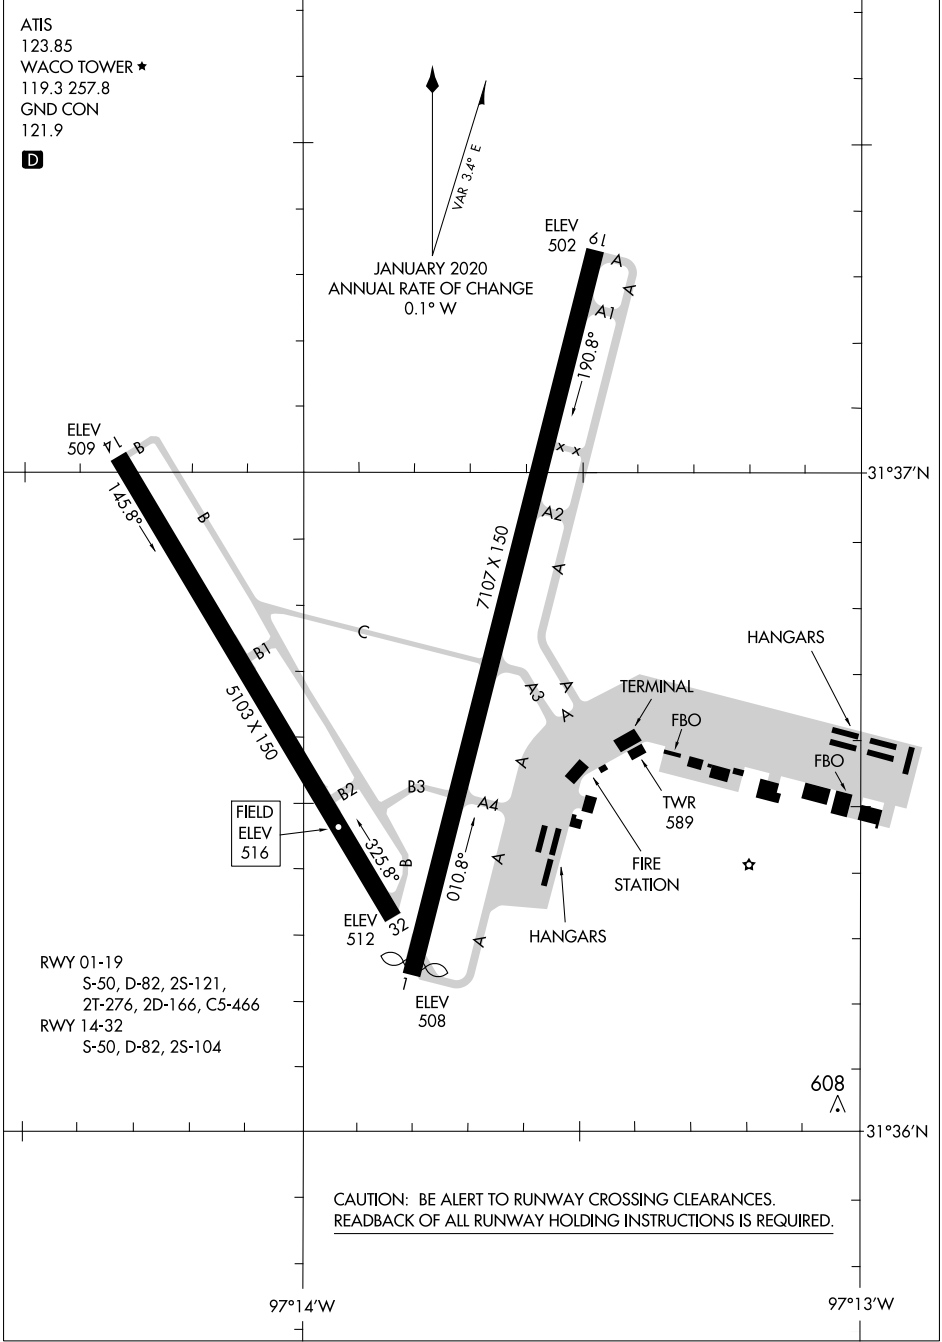 ATIS
123.85
WACO TOWER ★
119.3 257.8
GND CON
121.9
D
VAR 3.4° E
JANUARY 2020
ANNUAL RATE OF CHANGE
0.1° W
ELEV
502
19
A
A
A1
190.8°
ELEV
509
14
B
31°37'N
145.8°
x x
B
A2
7107 X 150
A
C
B1
HANGARS
5103 X 150
A3
A
A
TERMINAL
FBO
A
FBO
B2
B3
A4
TWR
589
FIELD
ELEV
516
325.8°
B
010.8°
A
FIRE
STATION
ELEV
512
32
A
HANGARS
RWY 01-19
S-50, D-82, 2S-121,
2T-276, 2D-166, C5-466
RWY 14-32
S-50, D-82, 2S-104
1
ELEV
508
608
31°36'N
CAUTION: BE ALERT TO RUNWAY CROSSING CLEARANCES.
READBACK OF ALL RUNWAY HOLDING INSTRUCTIONS IS REQUIRED.
97°14'W
97°13'W